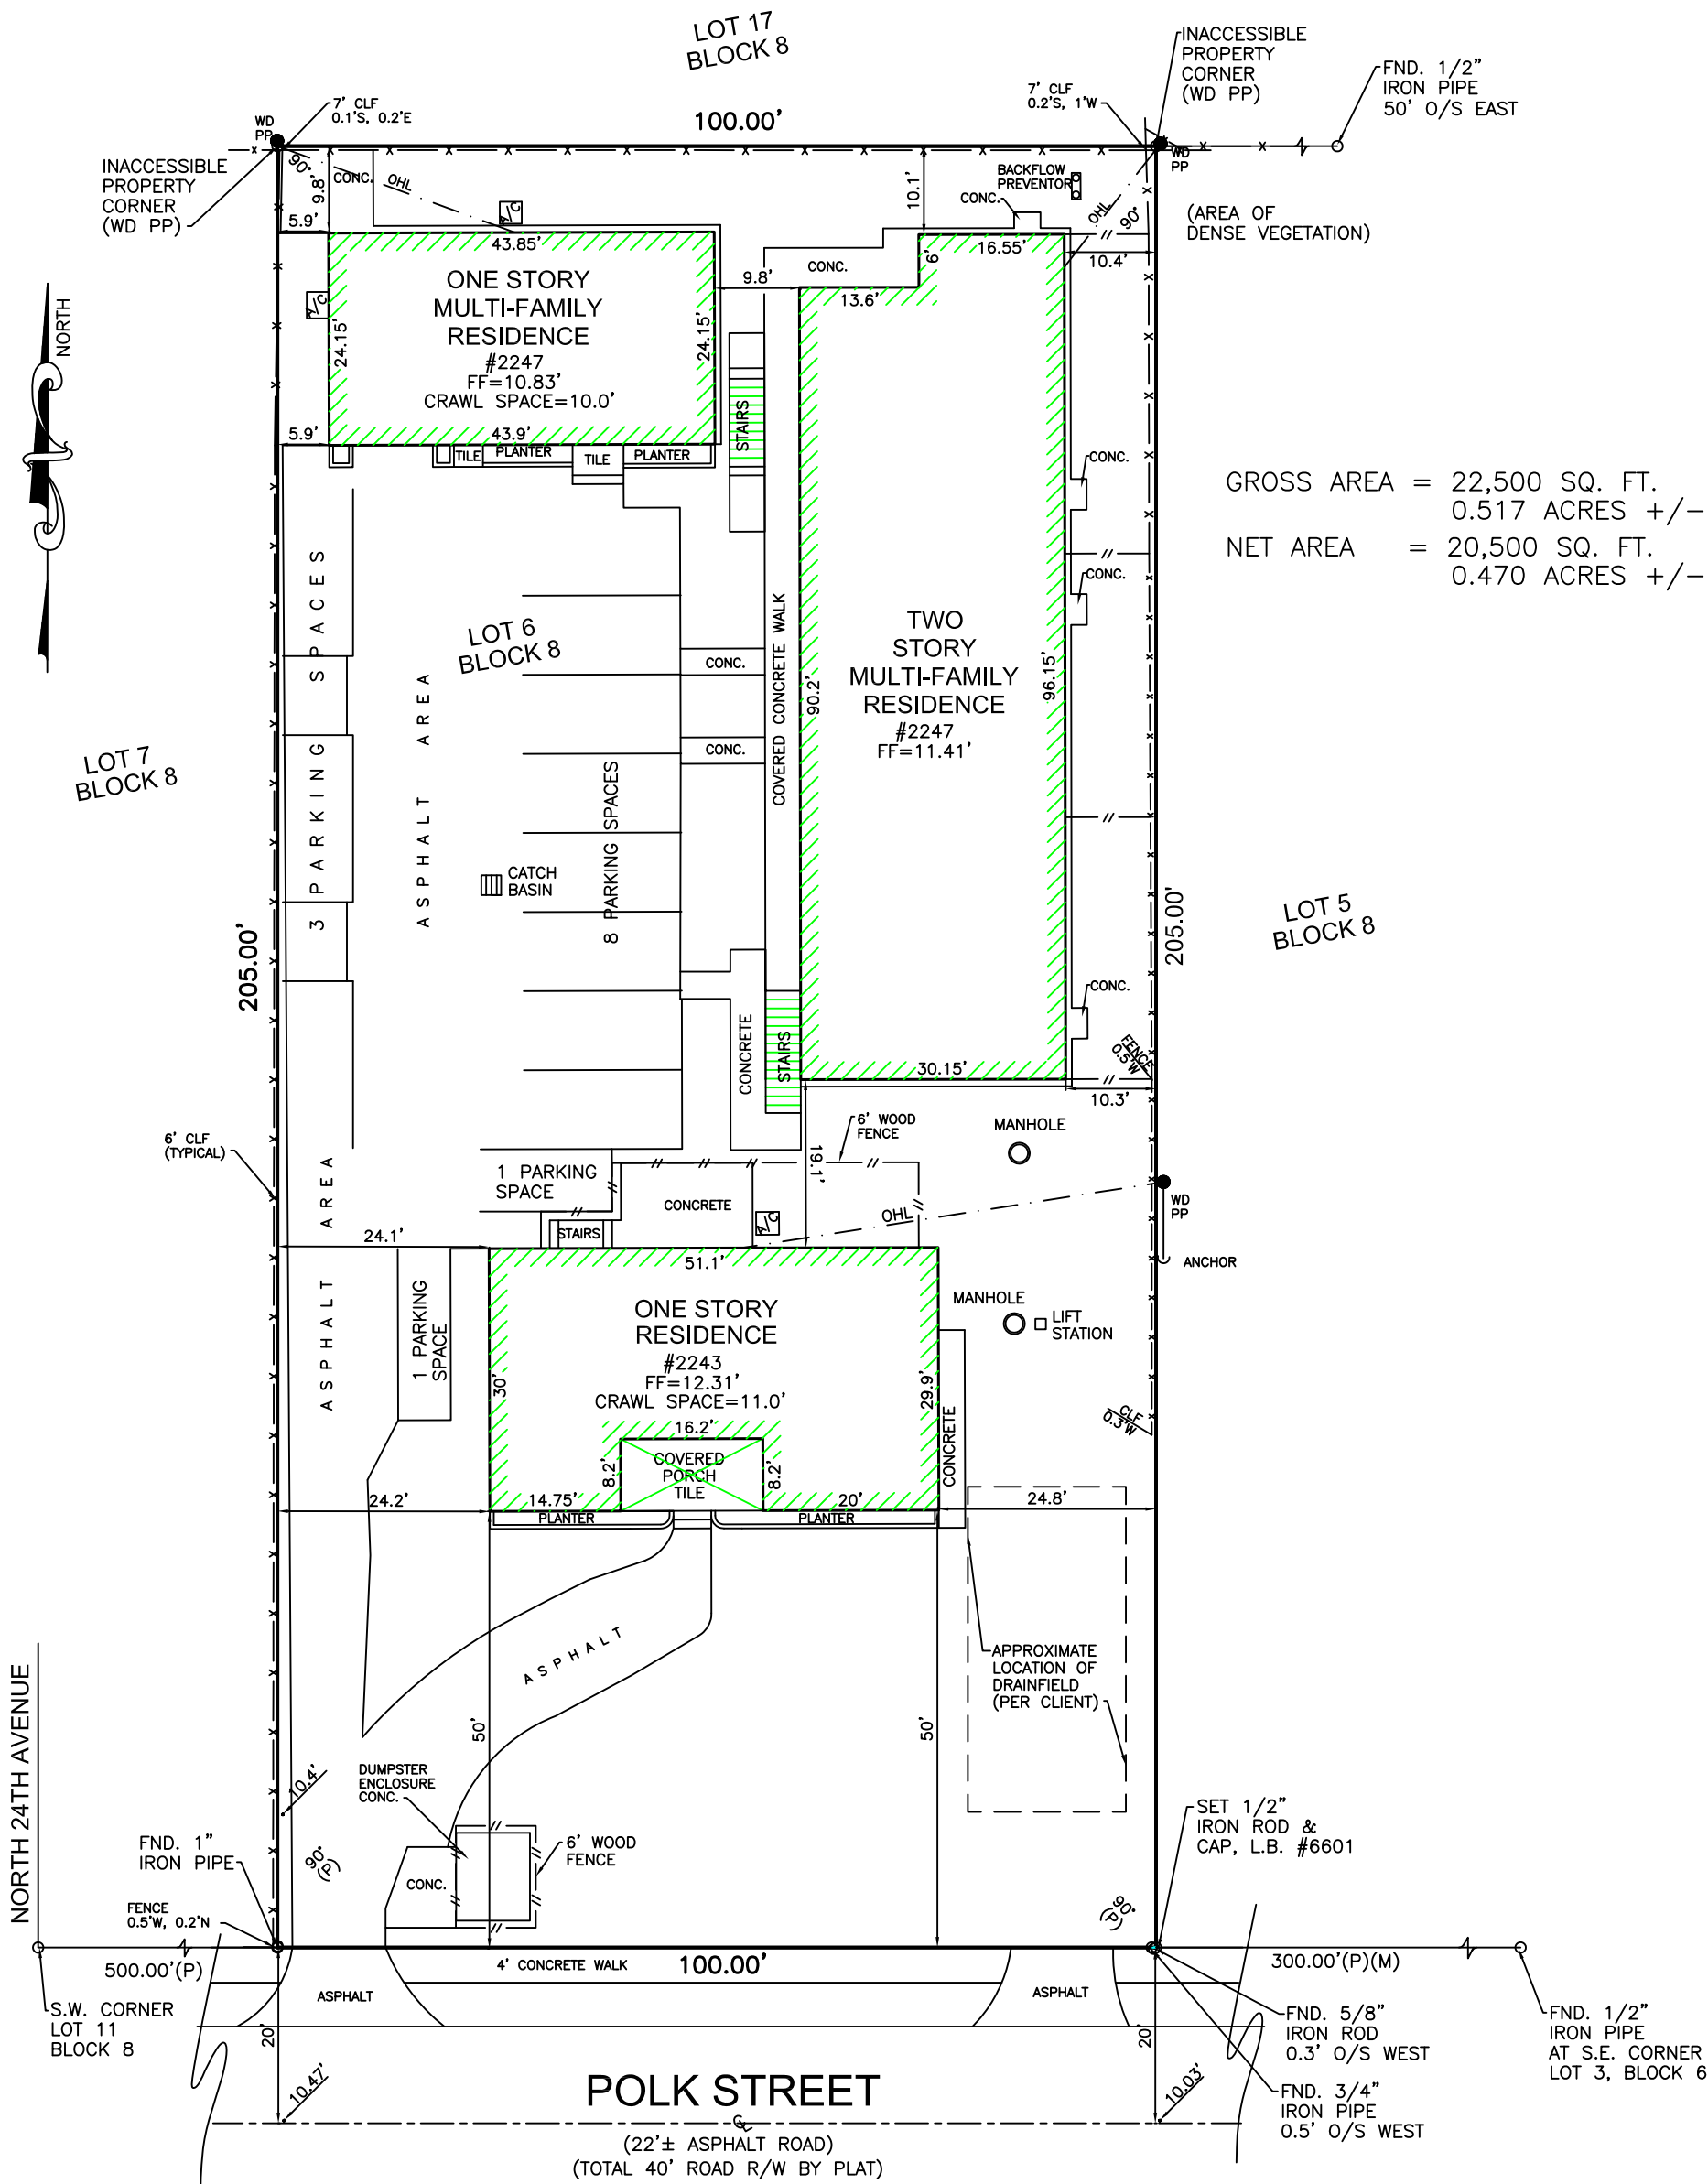 LOT 17
BLOCK 8
INACCESSIBLE
PROPERTY
CORNER
(WD PP)
FND. 1/2"
IRON PIPE
50' O/S EAST
7' CLF
0.1'S, 0.2'E
WD
PP
100.00'
7' CLF
0.2'S, 1'W
WD
PP
INACCESSIBLE
PROPERTY
CORNER
(WD PP)
90°
9.8'
CONC.
OHL
A/C
5.9'
43.85'
10.1'
BACKFLOW
PREVENTOR
CONC.
OHL
90°
(AREA OF
DENSE VEGETATION)
NORTH
ONE STORY
MULTI-FAMILY
RESIDENCE
#2247
FF=10.83'
CRAWL SPACE=10.0'
A/C
24.15'
24.15'
5.9'
43.9'
9.8'
CONC.
6'
16.55'
10.4'
13.6'
STAIRS
TILE
PLANTER
TILE
PLANTER
CONC.
GROSS AREA = 22,500 SQ. FT.
0.517 ACRES +/-
NET AREA = 20,500 SQ. FT.
0.470 ACRES +/-
CONC.
3 PARKING SPACES
ASPHALT AREA
LOT 6
BLOCK 8
8 PARKING SPACES
CONC.
CONC.
COVERED CONCRETE WALK
90.2'
96.15'
TWO
STORY
MULTI-FAMILY
RESIDENCE
#2247
FF=11.41'
LOT 7
BLOCK 8
CATCH
BASIN
205.00'
205.00'
LOT 5
BLOCK 8
CONC.
CONCRETE
STAIRS
30.15'
FENCE
0.5'W
10.3'
6' CLF
(TYPICAL)
6' WOOD
FENCE
19.1'
MANHOLE
1 PARKING
SPACE
CONCRETE
STAIRS
A/C
OHL
WD
PP
ANCHOR
ASPHALT AREA
24.1'
51.1'
1 PARKING
SPACE
ONE STORY
RESIDENCE
#2243
FF=12.31'
CRAWL SPACE=11.0'
30'
29.9'
MANHOLE
LIFT
STATION
16.2'
8.2'
COVERED
PORCH
TILE
8.2'
CONCRETE
CLF
0.3'W
24.2'
14.75'
20'
24.8'
PLANTER
PLANTER
ASPHALT
50'
50'
APPROXIMATE
LOCATION OF
DRAINFIELD
(PER CLIENT)
NORTH 24TH AVENUE
10.4'
DUMPSTER
ENCLOSURE
CONC.
CONC.
6' WOOD
FENCE
FND. 1"
IRON PIPE
90°
(P)
FENCE
0.5'W, 0.2'N
SET 1/2"
IRON ROD &
CAP, L.B. #6601
90°
(P)
500.00'(P)
4' CONCRETE WALK
100.00'
300.00'(P)(M)
ASPHALT
ASPHALT
S.W. CORNER
LOT 11
BLOCK 8
20'
20'
FND. 5/8"
IRON ROD
0.3' O/S WEST
FND. 1/2"
IRON PIPE
AT S.E. CORNER
LOT 3, BLOCK 6
10.47'
POLK STREET
10.03'
FND. 3/4"
IRON PIPE
0.5' O/S WEST
(22'± ASPHALT ROAD)
(TOTAL 40' ROAD R/W BY PLAT)